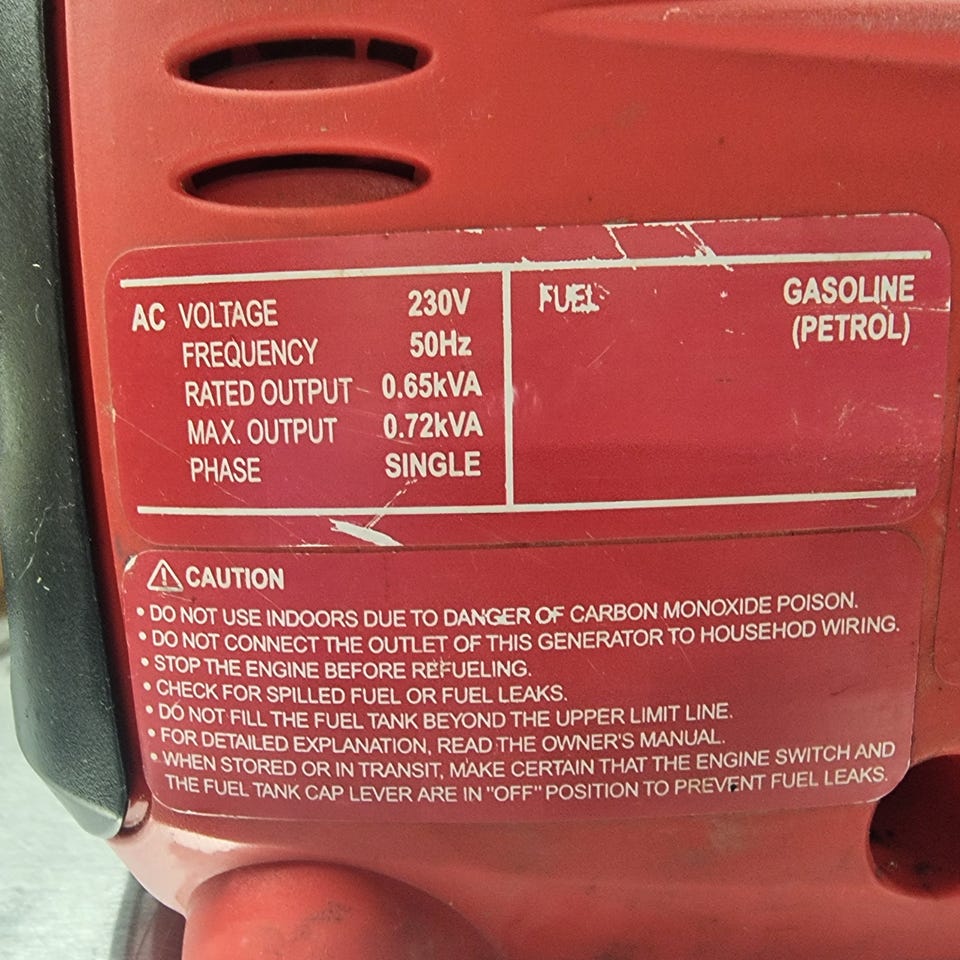 AC VOLTAGE 230V
FREQUENCY 50Hz
RATED OUTPUT 0.65kVA
MAX. OUTPUT 0.72kVA
PHASE SINGLE
FUEL GASOLINE
(PETROL)
CAUTION
• DO NOT USE INDOORS DUE TO DANGER OF CARBON MONOXIDE POISON.
• DO NOT CONNECT THE OUTLET OF THIS GENERATOR TO HOUSEHOD WIRING.
• STOP THE ENGINE BEFORE REFUELING.
• CHECK FOR SPILLED FUEL OR FUEL LEAKS.
• DO NOT FILL THE FUEL TANK BEYOND THE UPPER LIMIT LINE.
• FOR DETAILED EXPLANATION, READ THE OWNER'S MANUAL.
• WHEN STORED OR IN TRANSIT, MAKE CERTAIN THAT THE ENGINE SWITCH AND
THE FUEL TANK CAP LEVER ARE IN "OFF" POSITION TO PREVENT FUEL LEAKS.